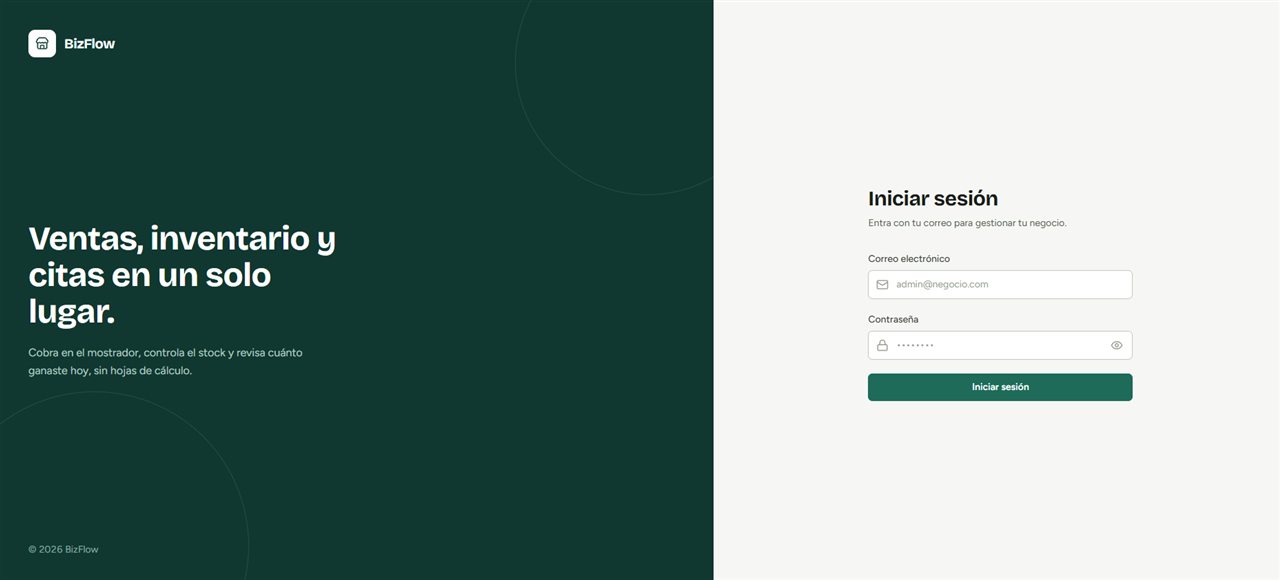 BizFlow
Ventas, inventario y
citas en un solo
lugar.
Cobra en el mostrador, controla el stock y revisa cuánto
ganaste hoy, sin hojas de cálculo.
© 2026 BizFlow
Iniciar sesión
Entra con tu correo para gestionar tu negocio.
Correo electrónico
admin@negocio.com
Contraseña
••••••••
Iniciar sesión